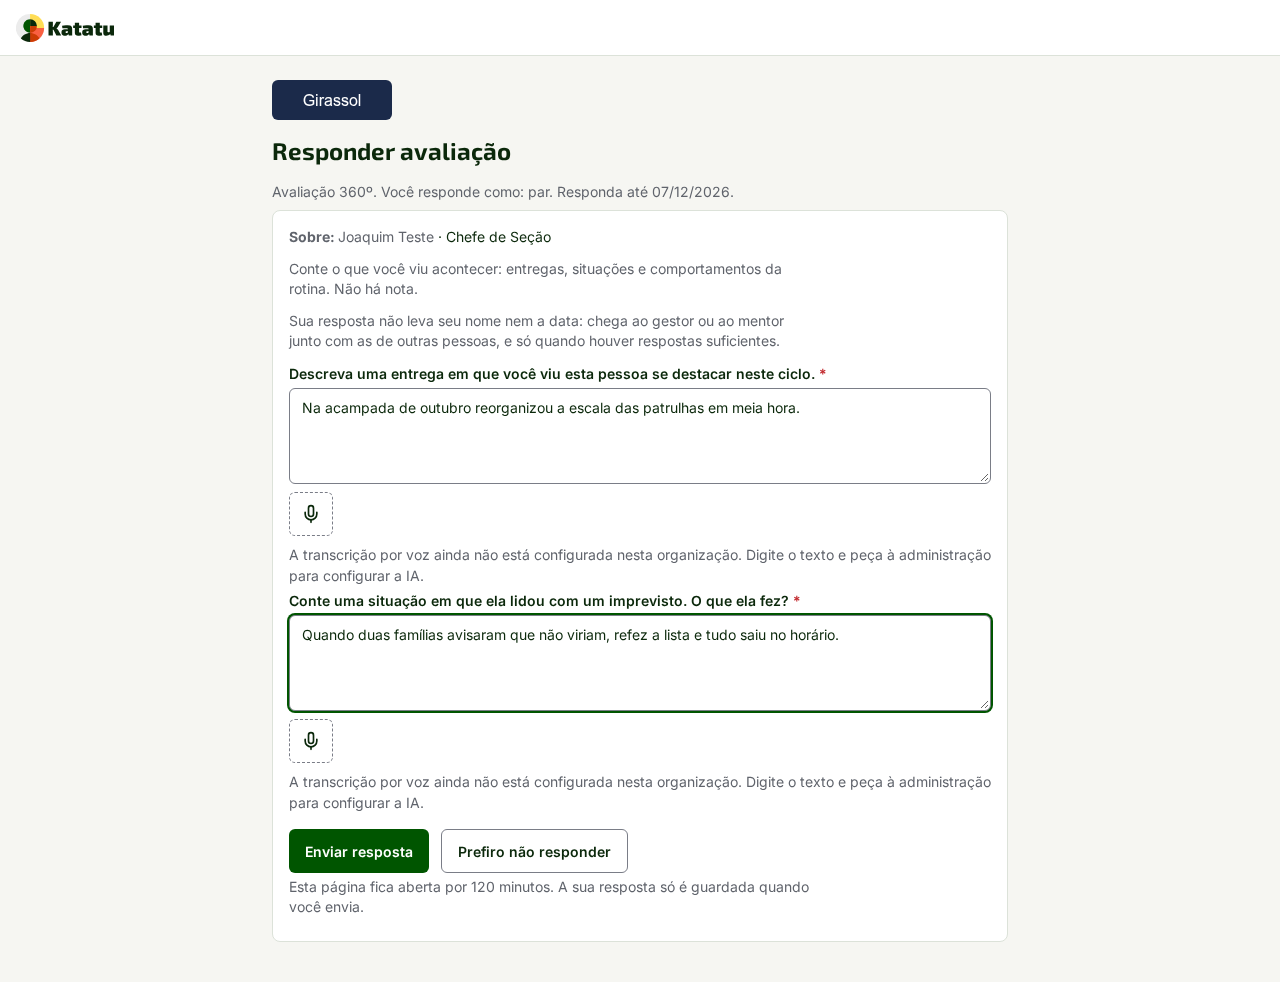 Katatu
Girassol
Responder avaliação
Avaliação 360º. Você responde como: par. Responda até 07/12/2026.
Sobre: Joaquim Teste · Chefe de Seção
Conte o que você viu acontecer: entregas, situações e comportamentos da
rotina. Não há nota.
Sua resposta não leva seu nome nem a data: chega ao gestor ou ao mentor
junto com as de outras pessoas, e só quando houver respostas suficientes.
Descreva uma entrega em que você viu esta pessoa se destacar neste ciclo. *
Na acampada de outubro reorganizou a escala das patrulhas em meia hora.
A transcrição por voz ainda não está configurada nesta organização. Digite o texto e peça à administração
para configurar a IA.
Conte uma situação em que ela lidou com um imprevisto. O que ela fez? *
Quando duas famílias avisaram que não viriam, refez a lista e tudo saiu no horário.
A transcrição por voz ainda não está configurada nesta organização. Digite o texto e peça à administração
para configurar a IA.
Enviar resposta
Prefiro não responder
Esta página fica aberta por 120 minutos. A sua resposta só é guardada quando
você envia.